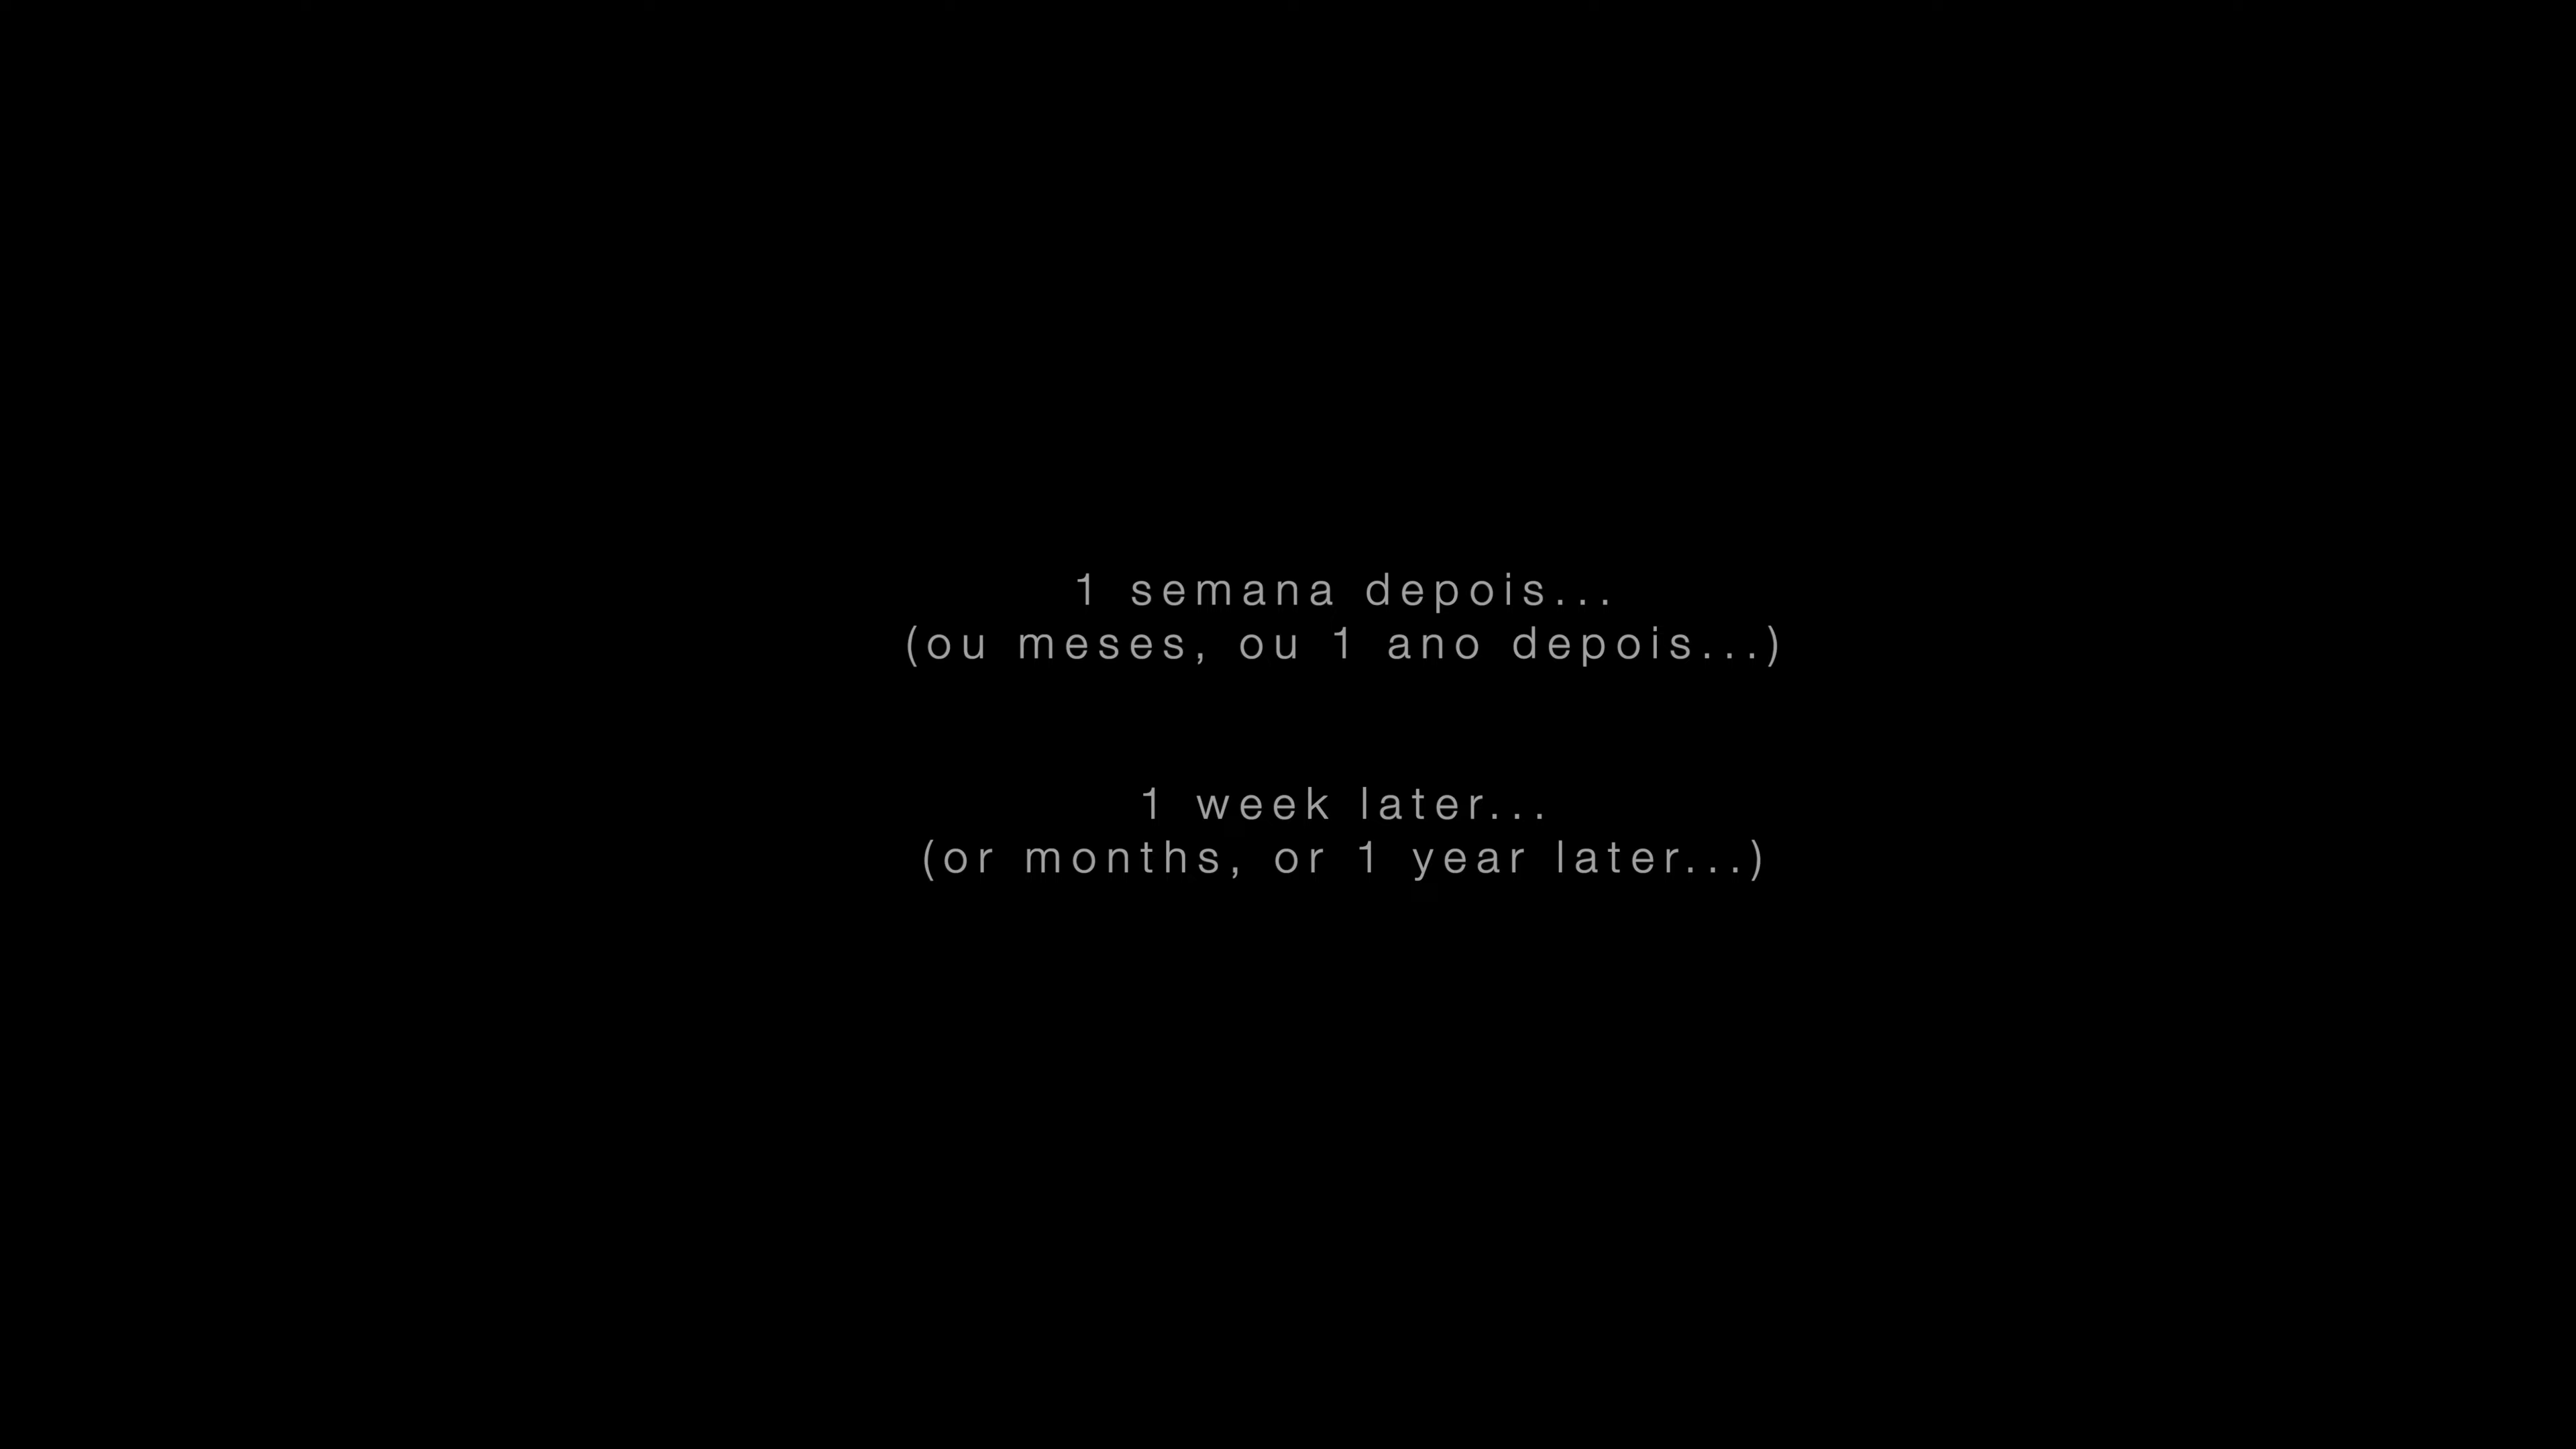 1 semana depois...
(ou meses, ou 1 ano depois...)
1 week later...
(or months, or 1 year later...)